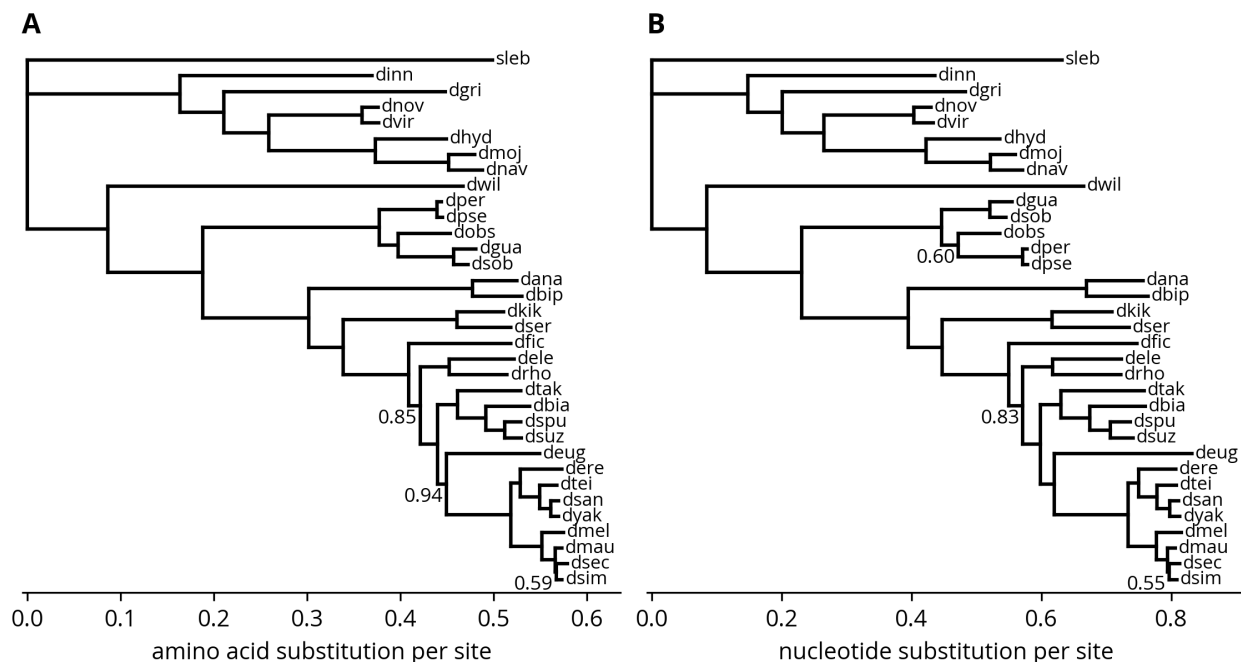 A
sleb
dinn
dgri
dnov
dvir
dhyd
dmoj
dnav
dwil
dper
dpse
dobs
dgua
dsob
dana
dbip
dkik
dser
dfic
dele
drho
dtak
0.85
dbia
dspu
dsuz
deug
dere
dtei
0.94
dsan
dyak
dmel
dmau
dsec
0.59
dsim
0.0 0.1 0.2 0.3 0.4 0.5 0.6
amino acid substitution per site
B
sleb
dinn
dgri
dnov
dvir
dhyd
dmoj
dnav
dwil
dgua
dsob
dobs
dper
0.60
dpse
dana
dbip
dkik
dser
dfic
dele
drho
dtak
dbia
0.83
dspu
dsuz
deug
dere
dtei
dsan
dyak
dmel
dmau
dsec
0.55
dsim
0.0 0.2 0.4 0.6 0.8
nucleotide substitution per site